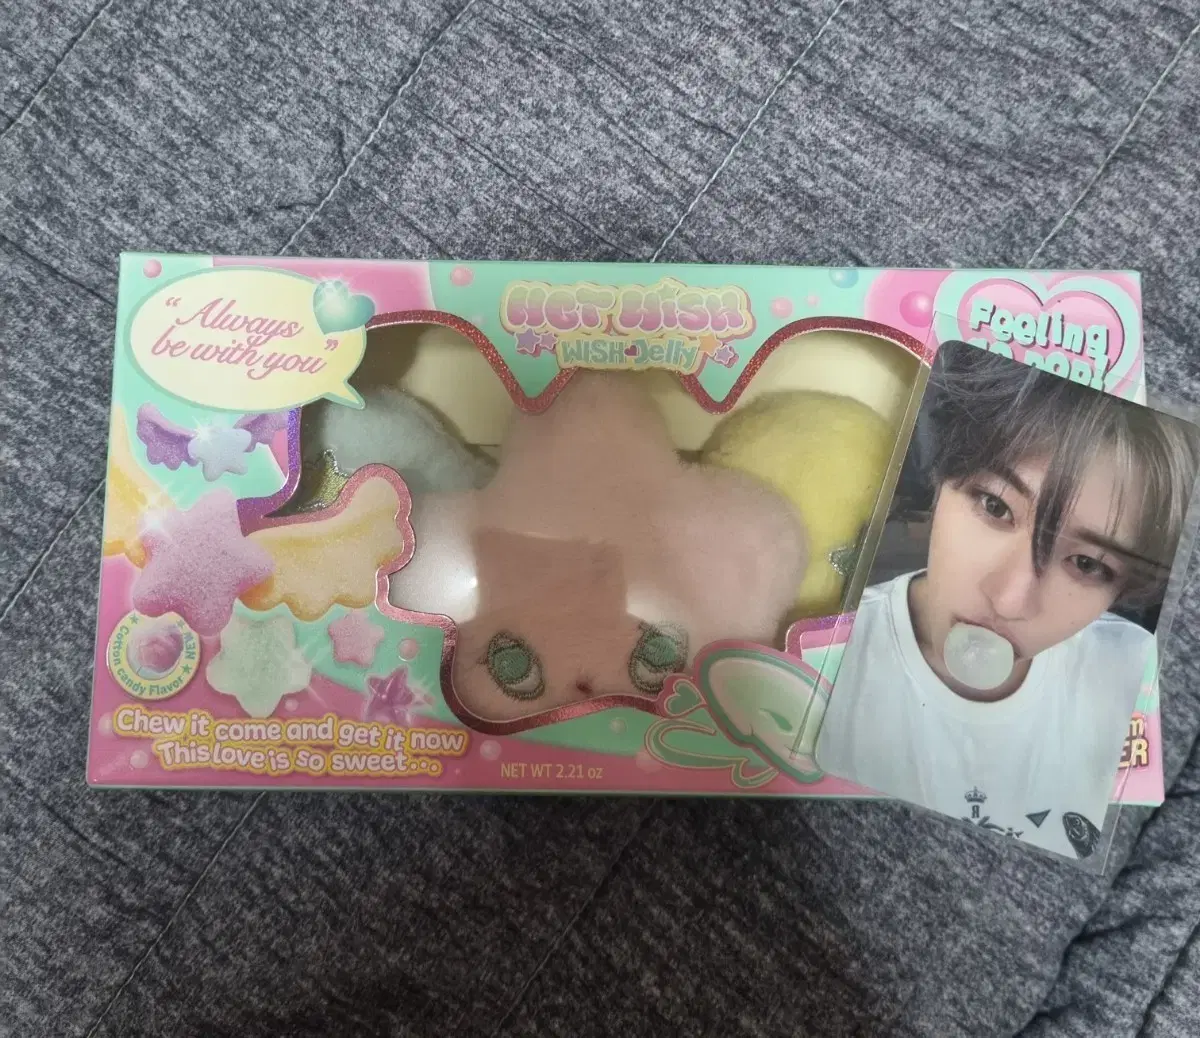 “Always
be with you”
NCT WISH
WISH Jelly
Feeling
Cotton candy Flavor
NEW
Chew it come and get it now
This love is so sweet...
NET WT 2.21 oz
R